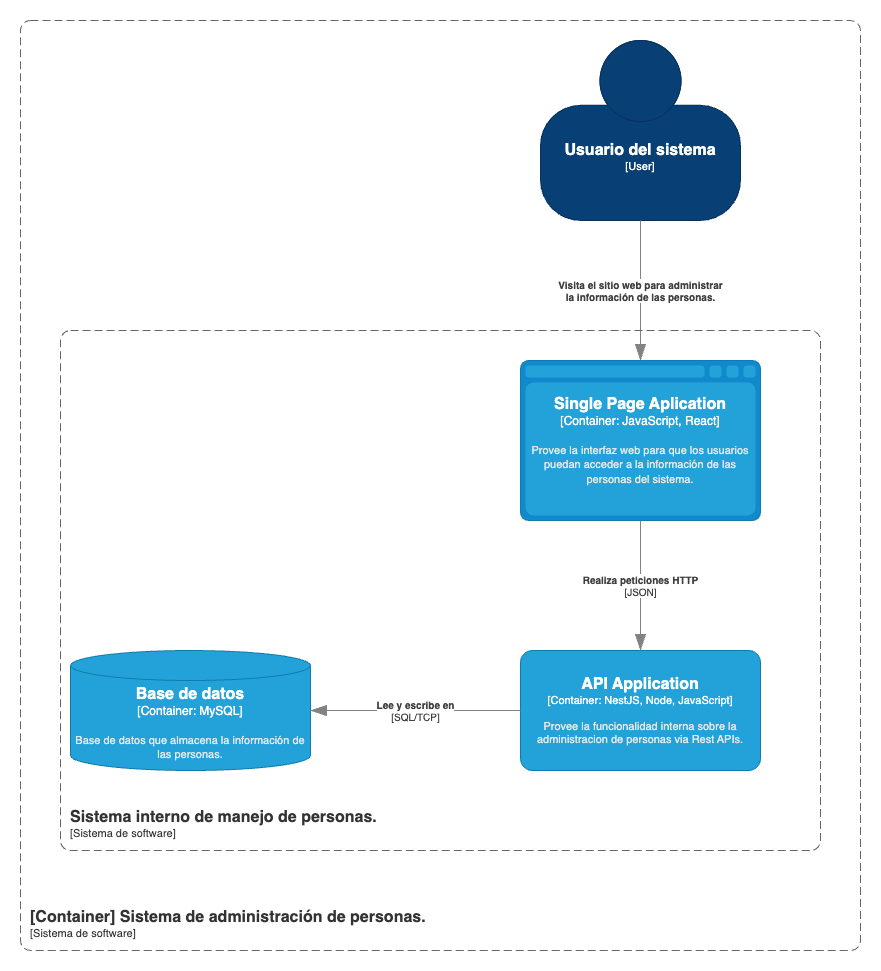 Usuario del sistema
[User]
Visita el sitio web para administrar
la información de las personas.
Single Page Aplication
[Container: JavaScript, React]
Provee la interfaz web para que los usuarios
puedan acceder a la información de las
personas del sistema.
Realiza peticiones HTTP
[JSON]
Base de datos
[Container: MySQL]
Base de datos que almacena la información de
las personas.
Lee y escribe en
[SQL/TCP]
API Application
[Container: NestJS, Node, JavaScript]
Provee la funcionalidad interna sobre la
administracion de personas via Rest APIs.
Sistema interno de manejo de personas.
[Sistema de software]
[Container] Sistema de administración de personas.
[Sistema de software]